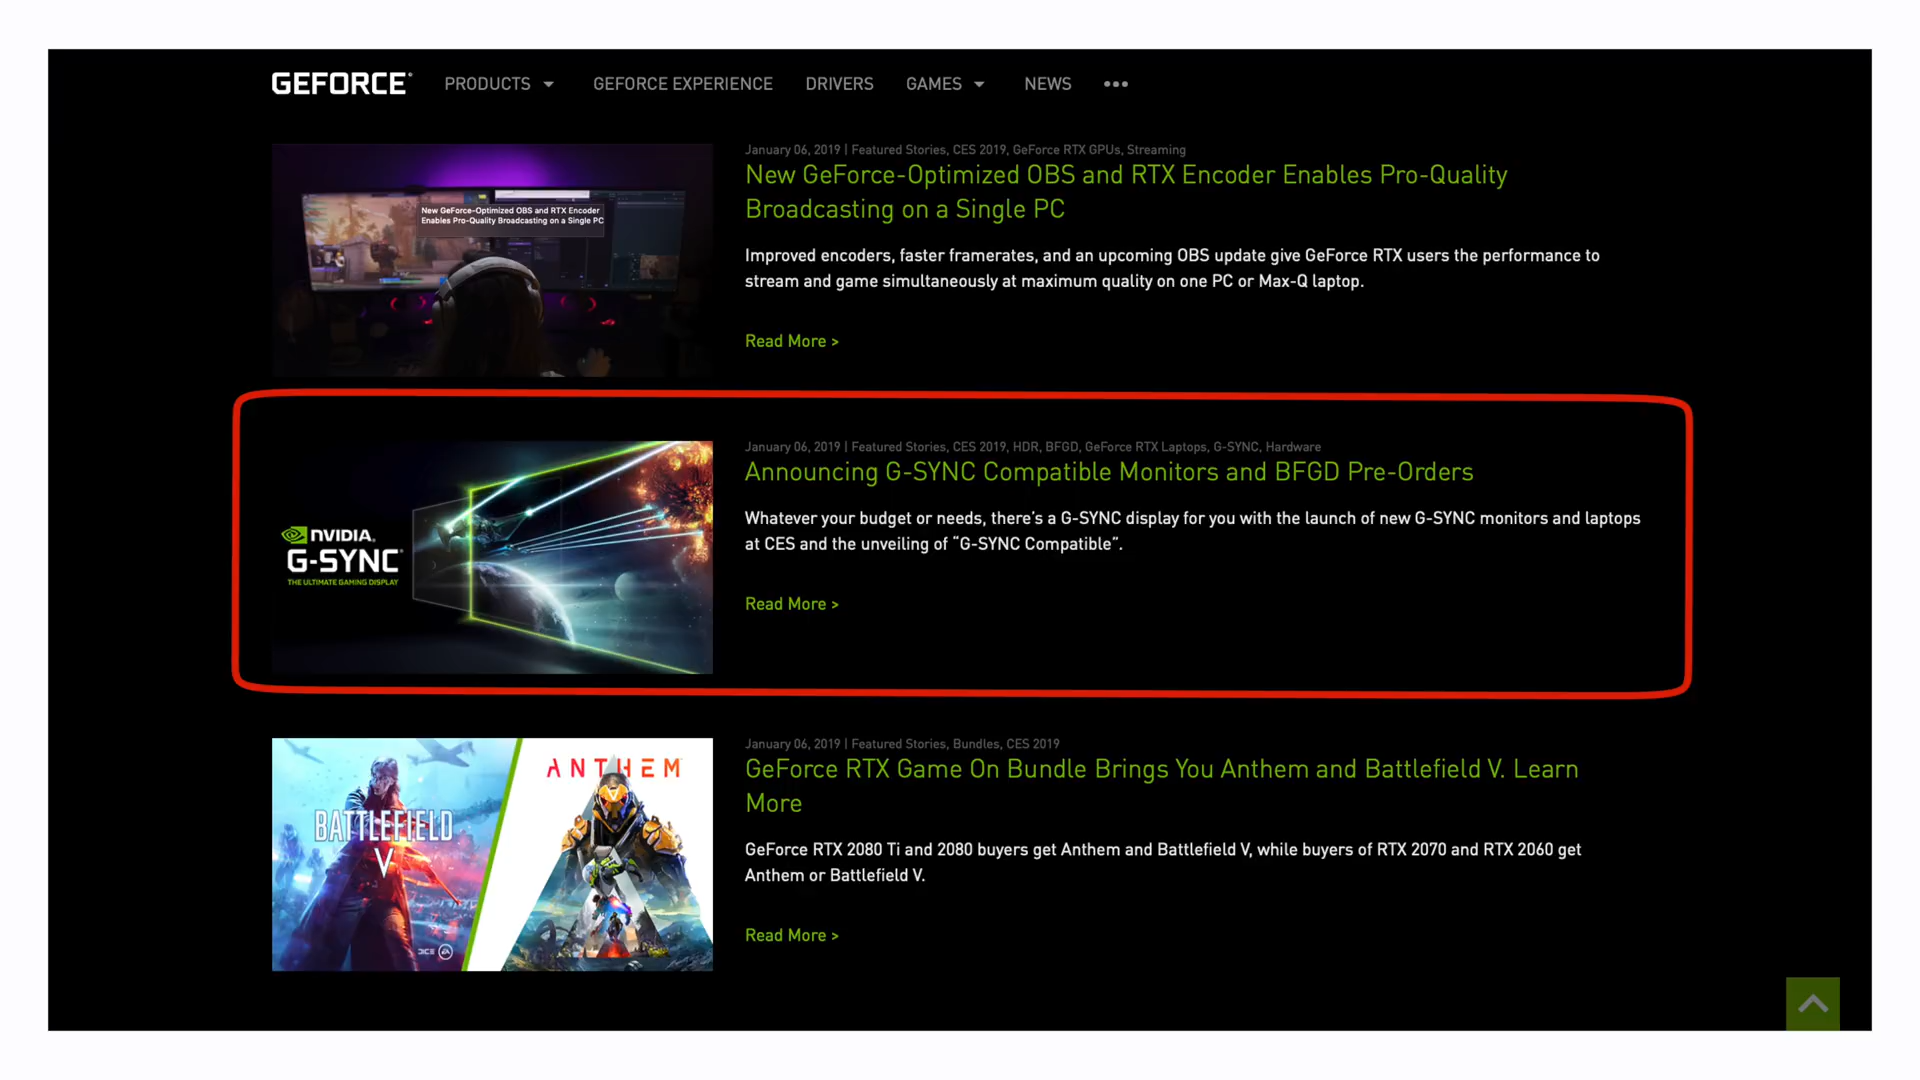 GEFORCE PRODUCTS GEFORCE EXPERIENCE DRIVERS GAMES NEWS
January 06, 2019 | Featured Stories, CES 2019, GeForce RTX GPUs, Streaming
New GeForce-Optimized OBS and RTX Encoder Enables Pro-Quality
Broadcasting on a Single PC
New GeForce-Optimized OBS and RTX Encoder
Enables Pro-Quality Broadcasting on a Single PC
Improved encoders, faster framerates, and an upcoming OBS update give GeForce RTX users the performance to
stream and game simultaneously at maximum quality on one PC or Max-Q laptop.
Read More >
January 06, 2019 | Featured Stories, CES 2019, HDR, BFGD, GeForce RTX Laptops, G-SYNC, Hardware
Announcing G-SYNC Compatible Monitors and BFGD Pre-Orders
Whatever your budget or needs, there's a G-SYNC display for you with the launch of new G-SYNC monitors and laptops
at CES and the unveiling of “G-SYNC Compatible”.
NVIDIA.
G-SYNC
THE ULTIMATE GAMING DISPLAY
Read More >
January 06, 2019 | Featured Stories, Bundles, CES 2019
GeForce RTX Game On Bundle Brings You Anthem and Battlefield V. Learn
More
ANTHEM
BATTLEFIELD
V
DICE EA
GeForce RTX 2080 Ti and 2080 buyers get Anthem and Battlefield V, while buyers of RTX 2070 and RTX 2060 get
Anthem or Battlefield V.
Read More >